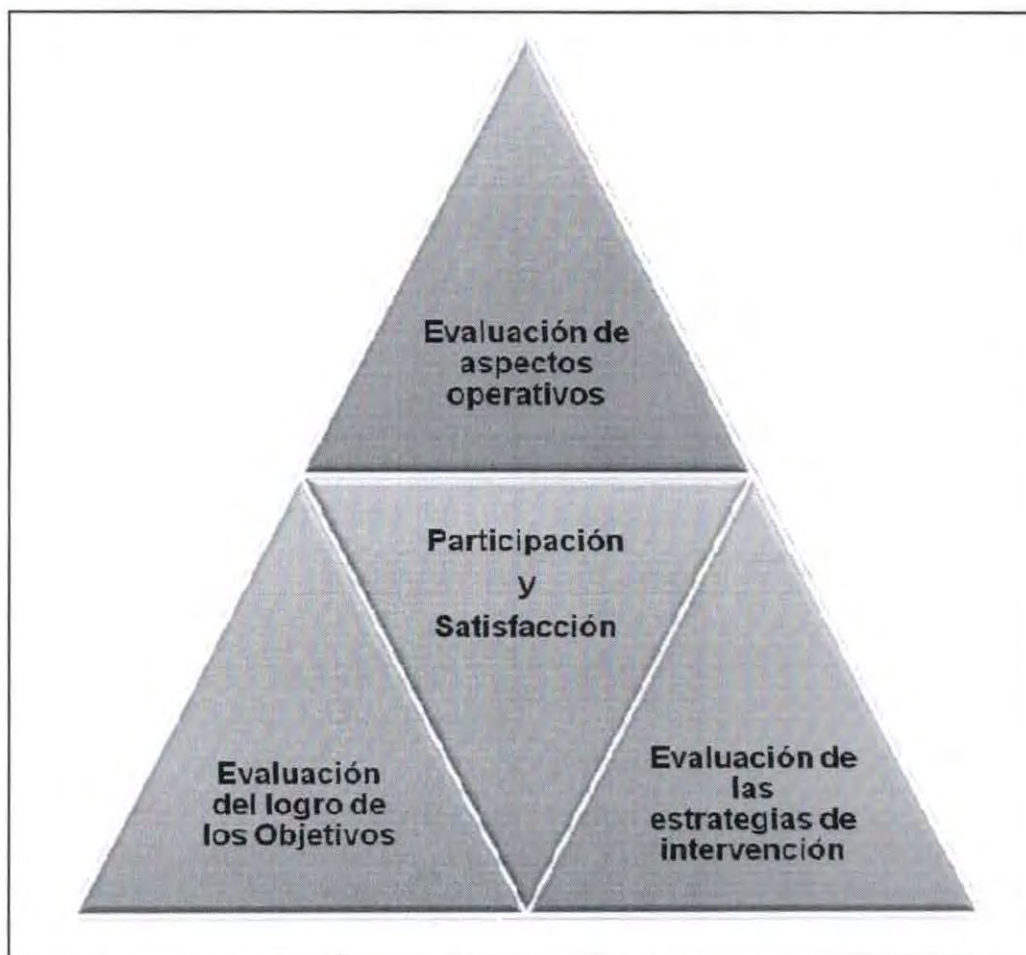 Evaluación de
aspectos
operativos
Participación
y
Satisfacción
Evaluación
del logro de
los Objetivos
Evaluación de
las
estrategias de
intervención